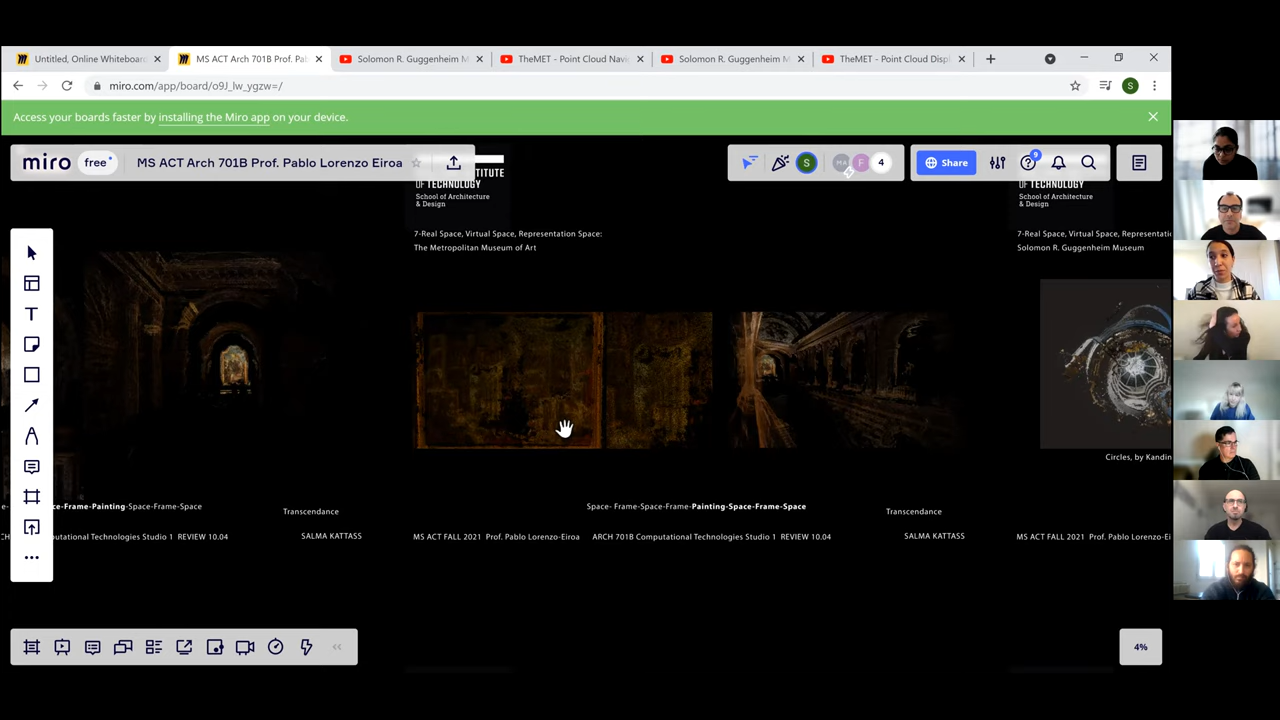 Untitled, Online Whiteboard
MS ACT Arch 701B Prof. Pa
Solomon R. Guggenheim M
TheMET - Point Cloud Navi
Solomon R. Guggenheim M
TheMET - Point Cloud Disp
miro.com/app/board/o9J_lw_ygzw=/
S
Access your boards faster by installing the Miro app on your device.
miro
free
MS ACT Arch 701B Prof. Pablo Lorenzo Eiroa
S
MA
F
4
Share
9
TITUTE
OF TECHNOLOGY
School of Architecture
& Design
OF TECHNOLOGY
School of Architecture
& Design
7-Real Space, Virtual Space, Representation Space:
The Metropolitan Museum of Art
7-Real Space, Virtual Space, Representati
Solomon R. Guggenheim Museum
Circles, by Kandin
ce-Frame-Painting-Space-Frame-Space
Transcendance
Space- Frame-Space-Frame-Painting-Space-Frame-Space
Transcendance
mputational Technologies Studio 1 REVIEW 10.04
SALMA KATTASS
MS ACT FALL 2021 Prof. Pablo Lorenzo-Eiroa
ARCH 701B Computational Technologies Studio 1 REVIEW 10.04
SALMA KATTASS
MS ACT FALL 2021 Prof. Pablo Lorenzo-Ei
4%